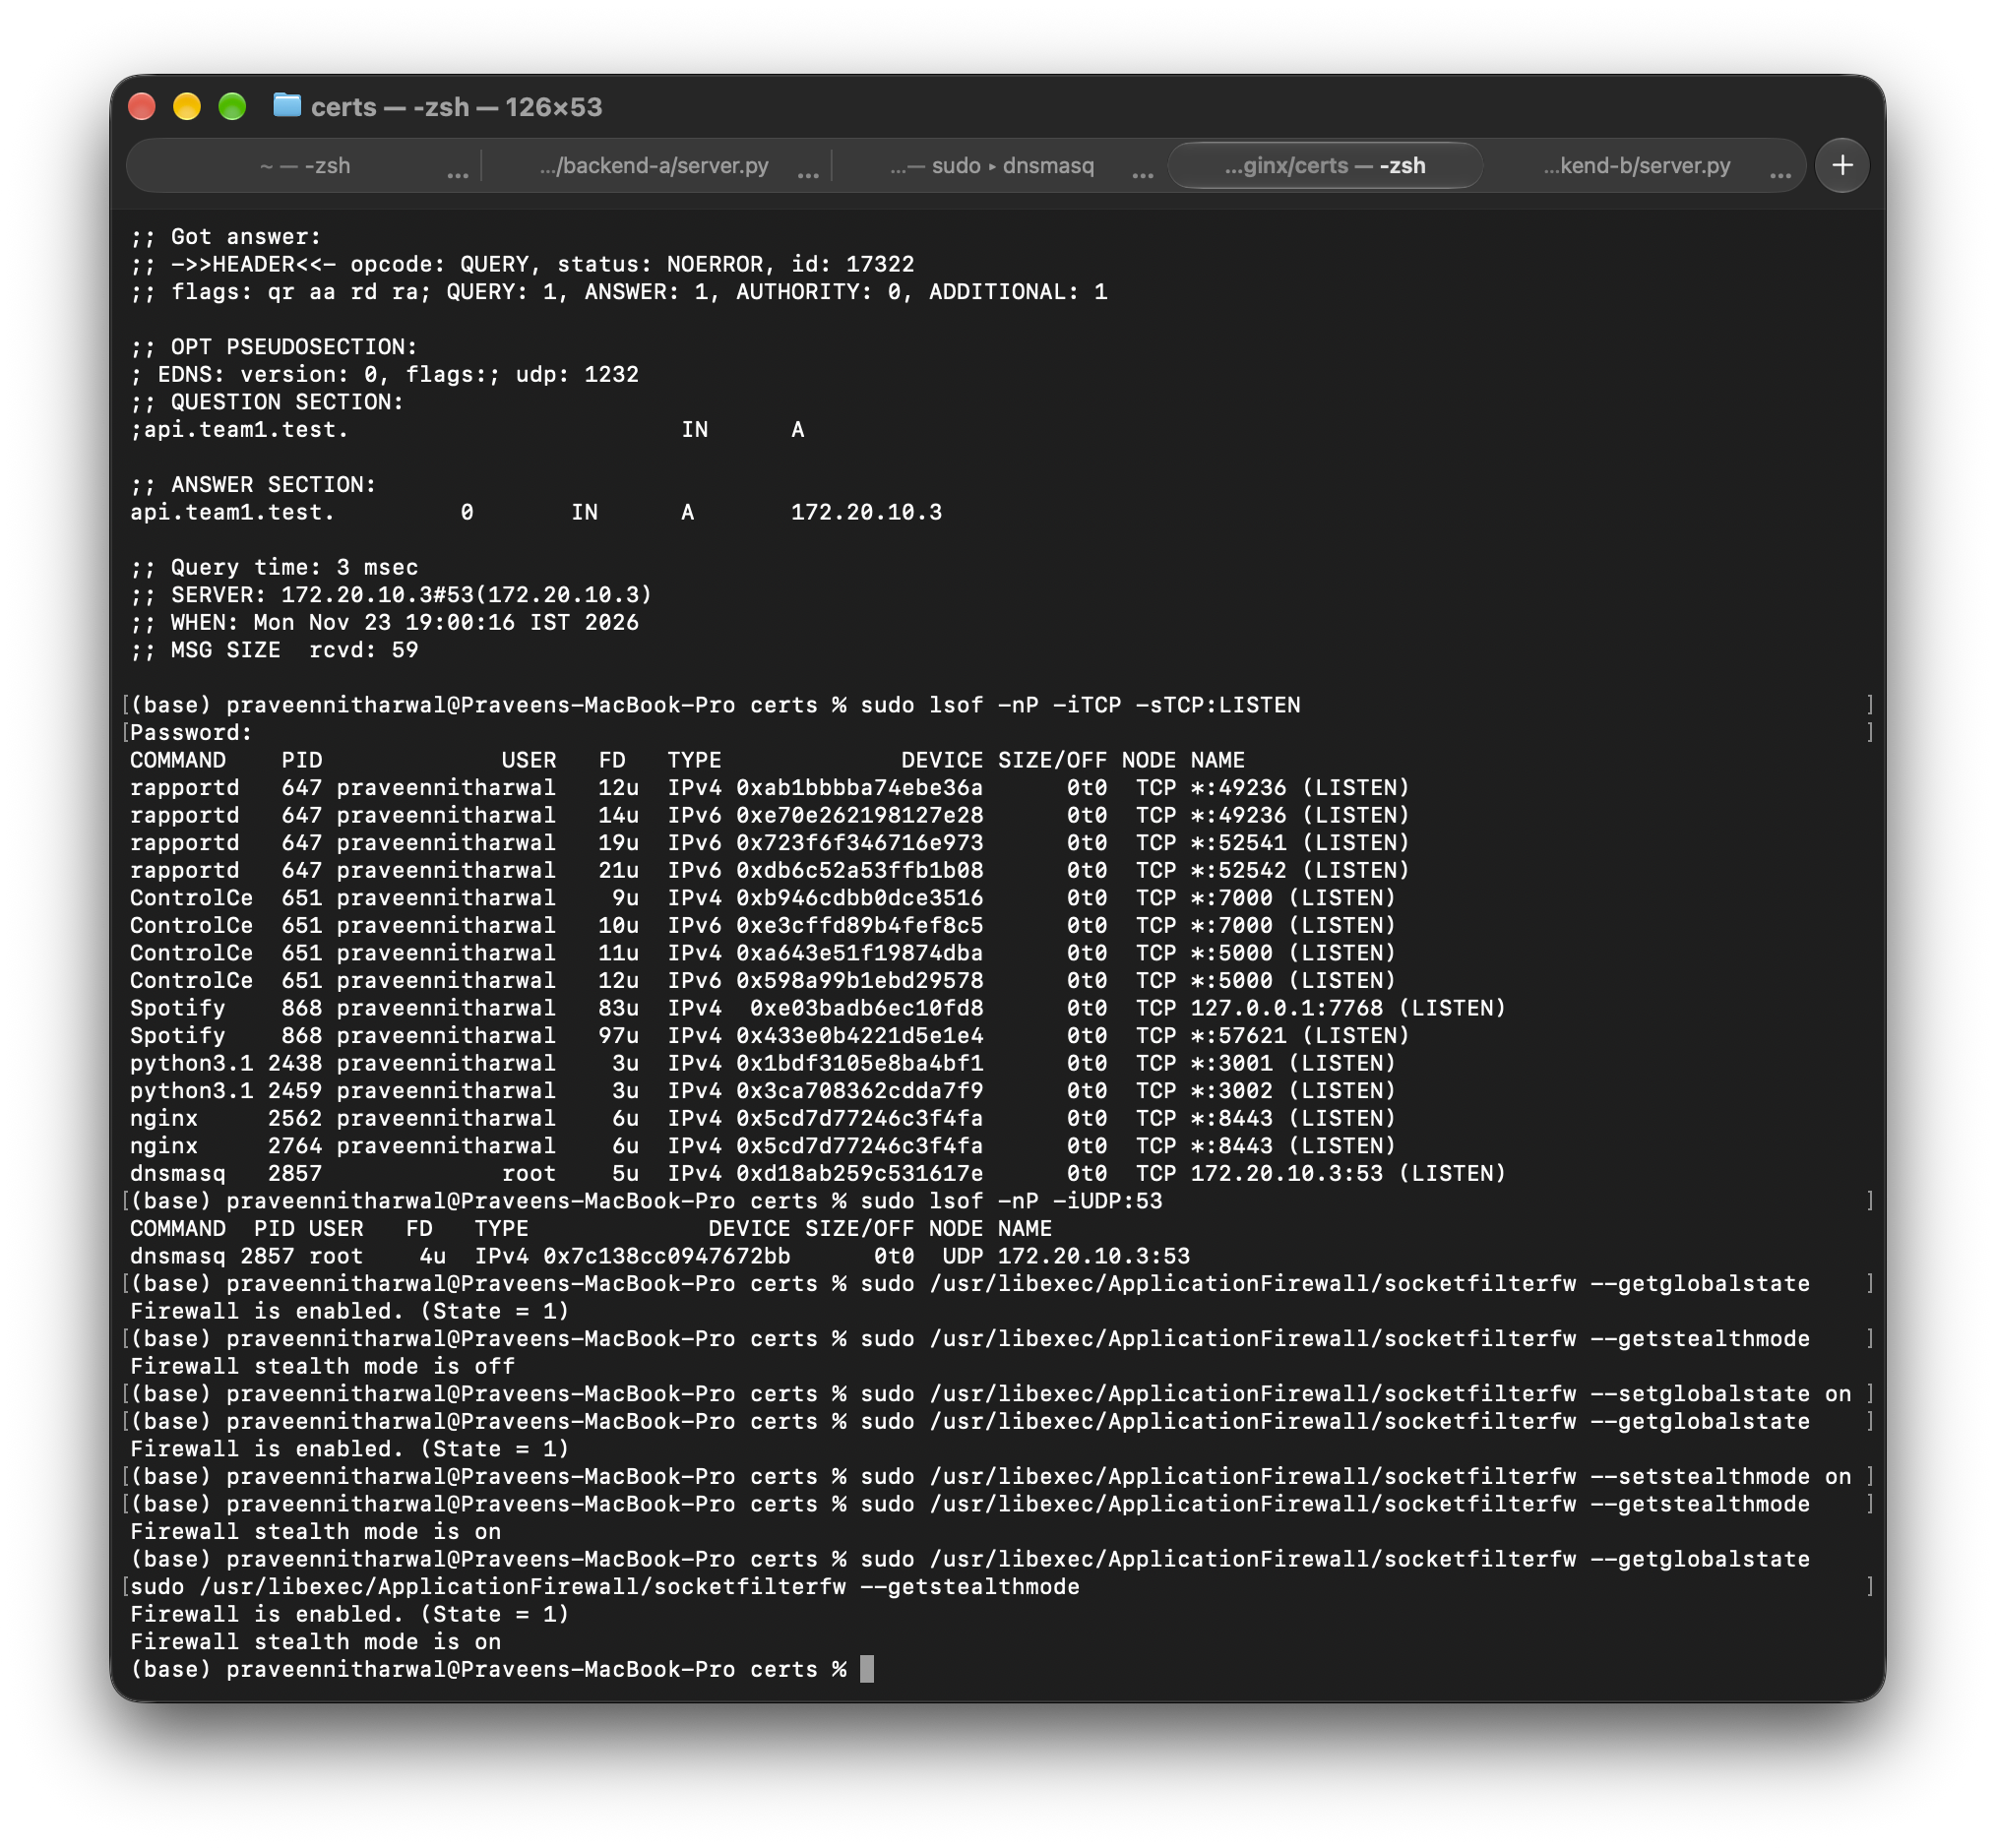 certs — -zsh — 126×53
~ — -zsh ... .../backend-a/server.py ... ...— sudo ▸ dnsmasq ... ...ginx/certs — -zsh ...kend-b/server.py ... +
;; Got answer:
;; ->>HEADER<<- opcode: QUERY, status: NOERROR, id: 17322
;; flags: qr aa rd ra; QUERY: 1, ANSWER: 1, AUTHORITY: 0, ADDITIONAL: 1
;; OPT PSEUDOSECTION:
; EDNS: version: 0, flags:; udp: 1232
;; QUESTION SECTION:
;api.team1.test. IN A
;; ANSWER SECTION:
api.team1.test. 0 IN A 172.20.10.3
;; Query time: 3 msec
;; SERVER: 172.20.10.3#53(172.20.10.3)
;; WHEN: Mon Nov 23 19:00:16 IST 2026
;; MSG SIZE  rcvd: 59
[(base) praveennitharwal@Praveens-MacBook-Pro certs % sudo lsof -nP -iTCP -sTCP:LISTEN ]
[Password: ]
COMMAND PID USER FD TYPE DEVICE SIZE/OFF NODE NAME
rapportd 647 praveennitharwal 12u IPv4 0xab1bbbba74ebe36a 0t0 TCP *:49236 (LISTEN)
rapportd 647 praveennitharwal 14u IPv6 0xe70e262198127e28 0t0 TCP *:49236 (LISTEN)
rapportd 647 praveennitharwal 19u IPv6 0x723f6f346716e973 0t0 TCP *:52541 (LISTEN)
rapportd 647 praveennitharwal 21u IPv6 0xdb6c52a53ffb1b08 0t0 TCP *:52542 (LISTEN)
ControlCe 651 praveennitharwal 9u IPv4 0xb946cdbb0dce3516 0t0 TCP *:7000 (LISTEN)
ControlCe 651 praveennitharwal 10u IPv6 0xe3cffd89b4fef8c5 0t0 TCP *:7000 (LISTEN)
ControlCe 651 praveennitharwal 11u IPv4 0xa643e51f19874dba 0t0 TCP *:5000 (LISTEN)
ControlCe 651 praveennitharwal 12u IPv6 0x598a99b1ebd29578 0t0 TCP *:5000 (LISTEN)
Spotify 868 praveennitharwal 83u IPv4 0xe03badb6ec10fd8 0t0 TCP 127.0.0.1:7768 (LISTEN)
Spotify 868 praveennitharwal 97u IPv4 0x433e0b4221d5e1e4 0t0 TCP *:57621 (LISTEN)
python3.1 2438 praveennitharwal 3u IPv4 0x1bdf3105e8ba4bf1 0t0 TCP *:3001 (LISTEN)
python3.1 2459 praveennitharwal 3u IPv4 0x3ca708362cdda7f9 0t0 TCP *:3002 (LISTEN)
nginx 2562 praveennitharwal 6u IPv4 0x5cd7d77246c3f4fa 0t0 TCP *:8443 (LISTEN)
nginx 2764 praveennitharwal 6u IPv4 0x5cd7d77246c3f4fa 0t0 TCP *:8443 (LISTEN)
dnsmasq 2857 root 5u IPv4 0xd18ab259c531617e 0t0 TCP 172.20.10.3:53 (LISTEN)
[(base) praveennitharwal@Praveens-MacBook-Pro certs % sudo lsof -nP -iUDP:53 ]
COMMAND PID USER FD TYPE DEVICE SIZE/OFF NODE NAME
dnsmasq 2857 root 4u IPv4 0x7c138cc0947672bb 0t0 UDP 172.20.10.3:53
[(base) praveennitharwal@Praveens-MacBook-Pro certs % sudo /usr/libexec/ApplicationFirewall/socketfilterfw --getglobalstate ]
Firewall is enabled. (State = 1)
[(base) praveennitharwal@Praveens-MacBook-Pro certs % sudo /usr/libexec/ApplicationFirewall/socketfilterfw --getstealthmode ]
Firewall stealth mode is off
[(base) praveennitharwal@Praveens-MacBook-Pro certs % sudo /usr/libexec/ApplicationFirewall/socketfilterfw --setglobalstate on ]
[(base) praveennitharwal@Praveens-MacBook-Pro certs % sudo /usr/libexec/ApplicationFirewall/socketfilterfw --getglobalstate ]
Firewall is enabled. (State = 1)
[(base) praveennitharwal@Praveens-MacBook-Pro certs % sudo /usr/libexec/ApplicationFirewall/socketfilterfw --setstealthmode on ]
[(base) praveennitharwal@Praveens-MacBook-Pro certs % sudo /usr/libexec/ApplicationFirewall/socketfilterfw --getstealthmode ]
Firewall stealth mode is on
(base) praveennitharwal@Praveens-MacBook-Pro certs % sudo /usr/libexec/ApplicationFirewall/socketfilterfw --getglobalstate
[sudo /usr/libexec/ApplicationFirewall/socketfilterfw --getstealthmode ]
Firewall is enabled. (State = 1)
Firewall stealth mode is on
(base) praveennitharwal@Praveens-MacBook-Pro certs %